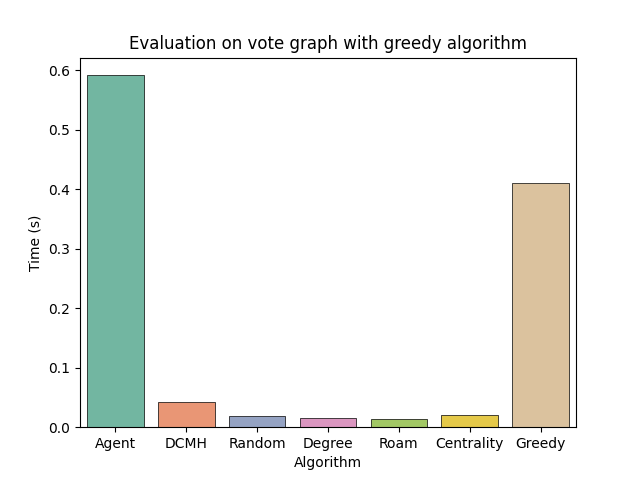 Evaluation on vote graph with greedy algorithm
0.6
0.5
0.4
0.3
0.2
0.1
0.0
Time (s)
Agent DCMH Random Degree Roam Centrality Greedy
Algorithm